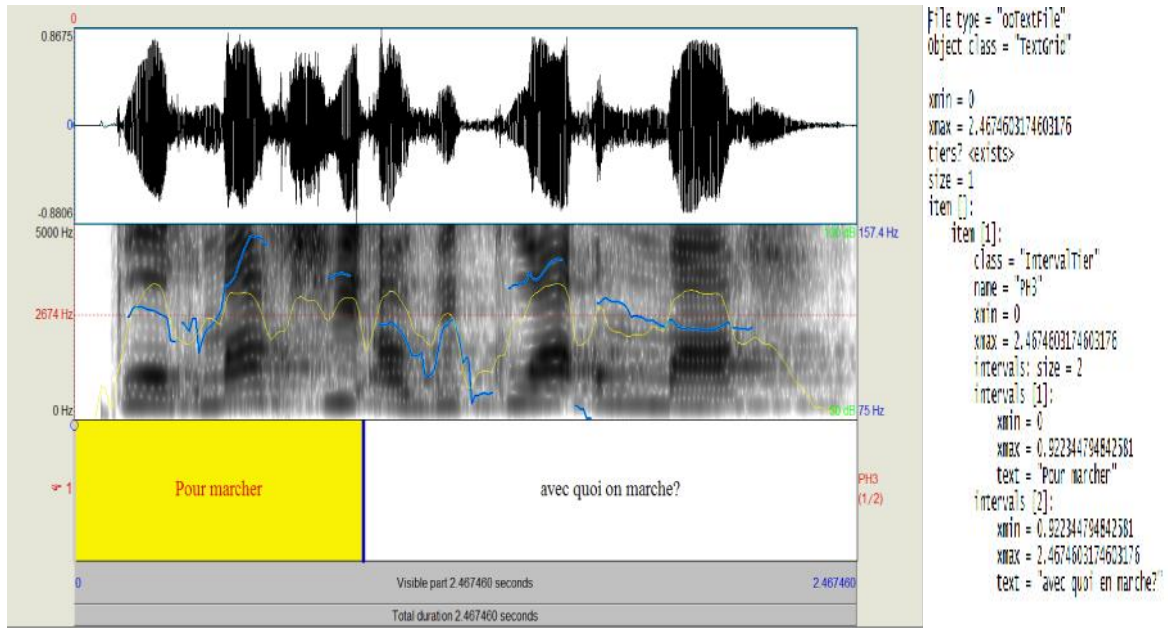 0
0.8675
0
-0.8806
5000 Hz
100 dB 157.4 Hz
2674 Hz
0 Hz
50 dB 75 Hz
1
Pour marcher
avec quoi on marche?
PH3
(1/2)
0
Visible part 2.467460 seconds
2.467460
Total duration 2.467460 seconds
File type = "ooTextFile"
Object class = "TextGrid"
xmin = 0
xmax = 2.4674603174603176
tiers? <exists>
size = 1
item []:
item [1]:
class = "IntervalTier"
name = "PH3"
xmin = 0
xmax = 2.4674603174603176
intervals: size = 2
intervals [1]:
xmin = 0
xmax = 0.922344794842581
text = "Pour marcher"
intervals [2]:
xmin = 0.922344794842581
xmax = 2.4674603174603176
text = "avec quoi en marche?"